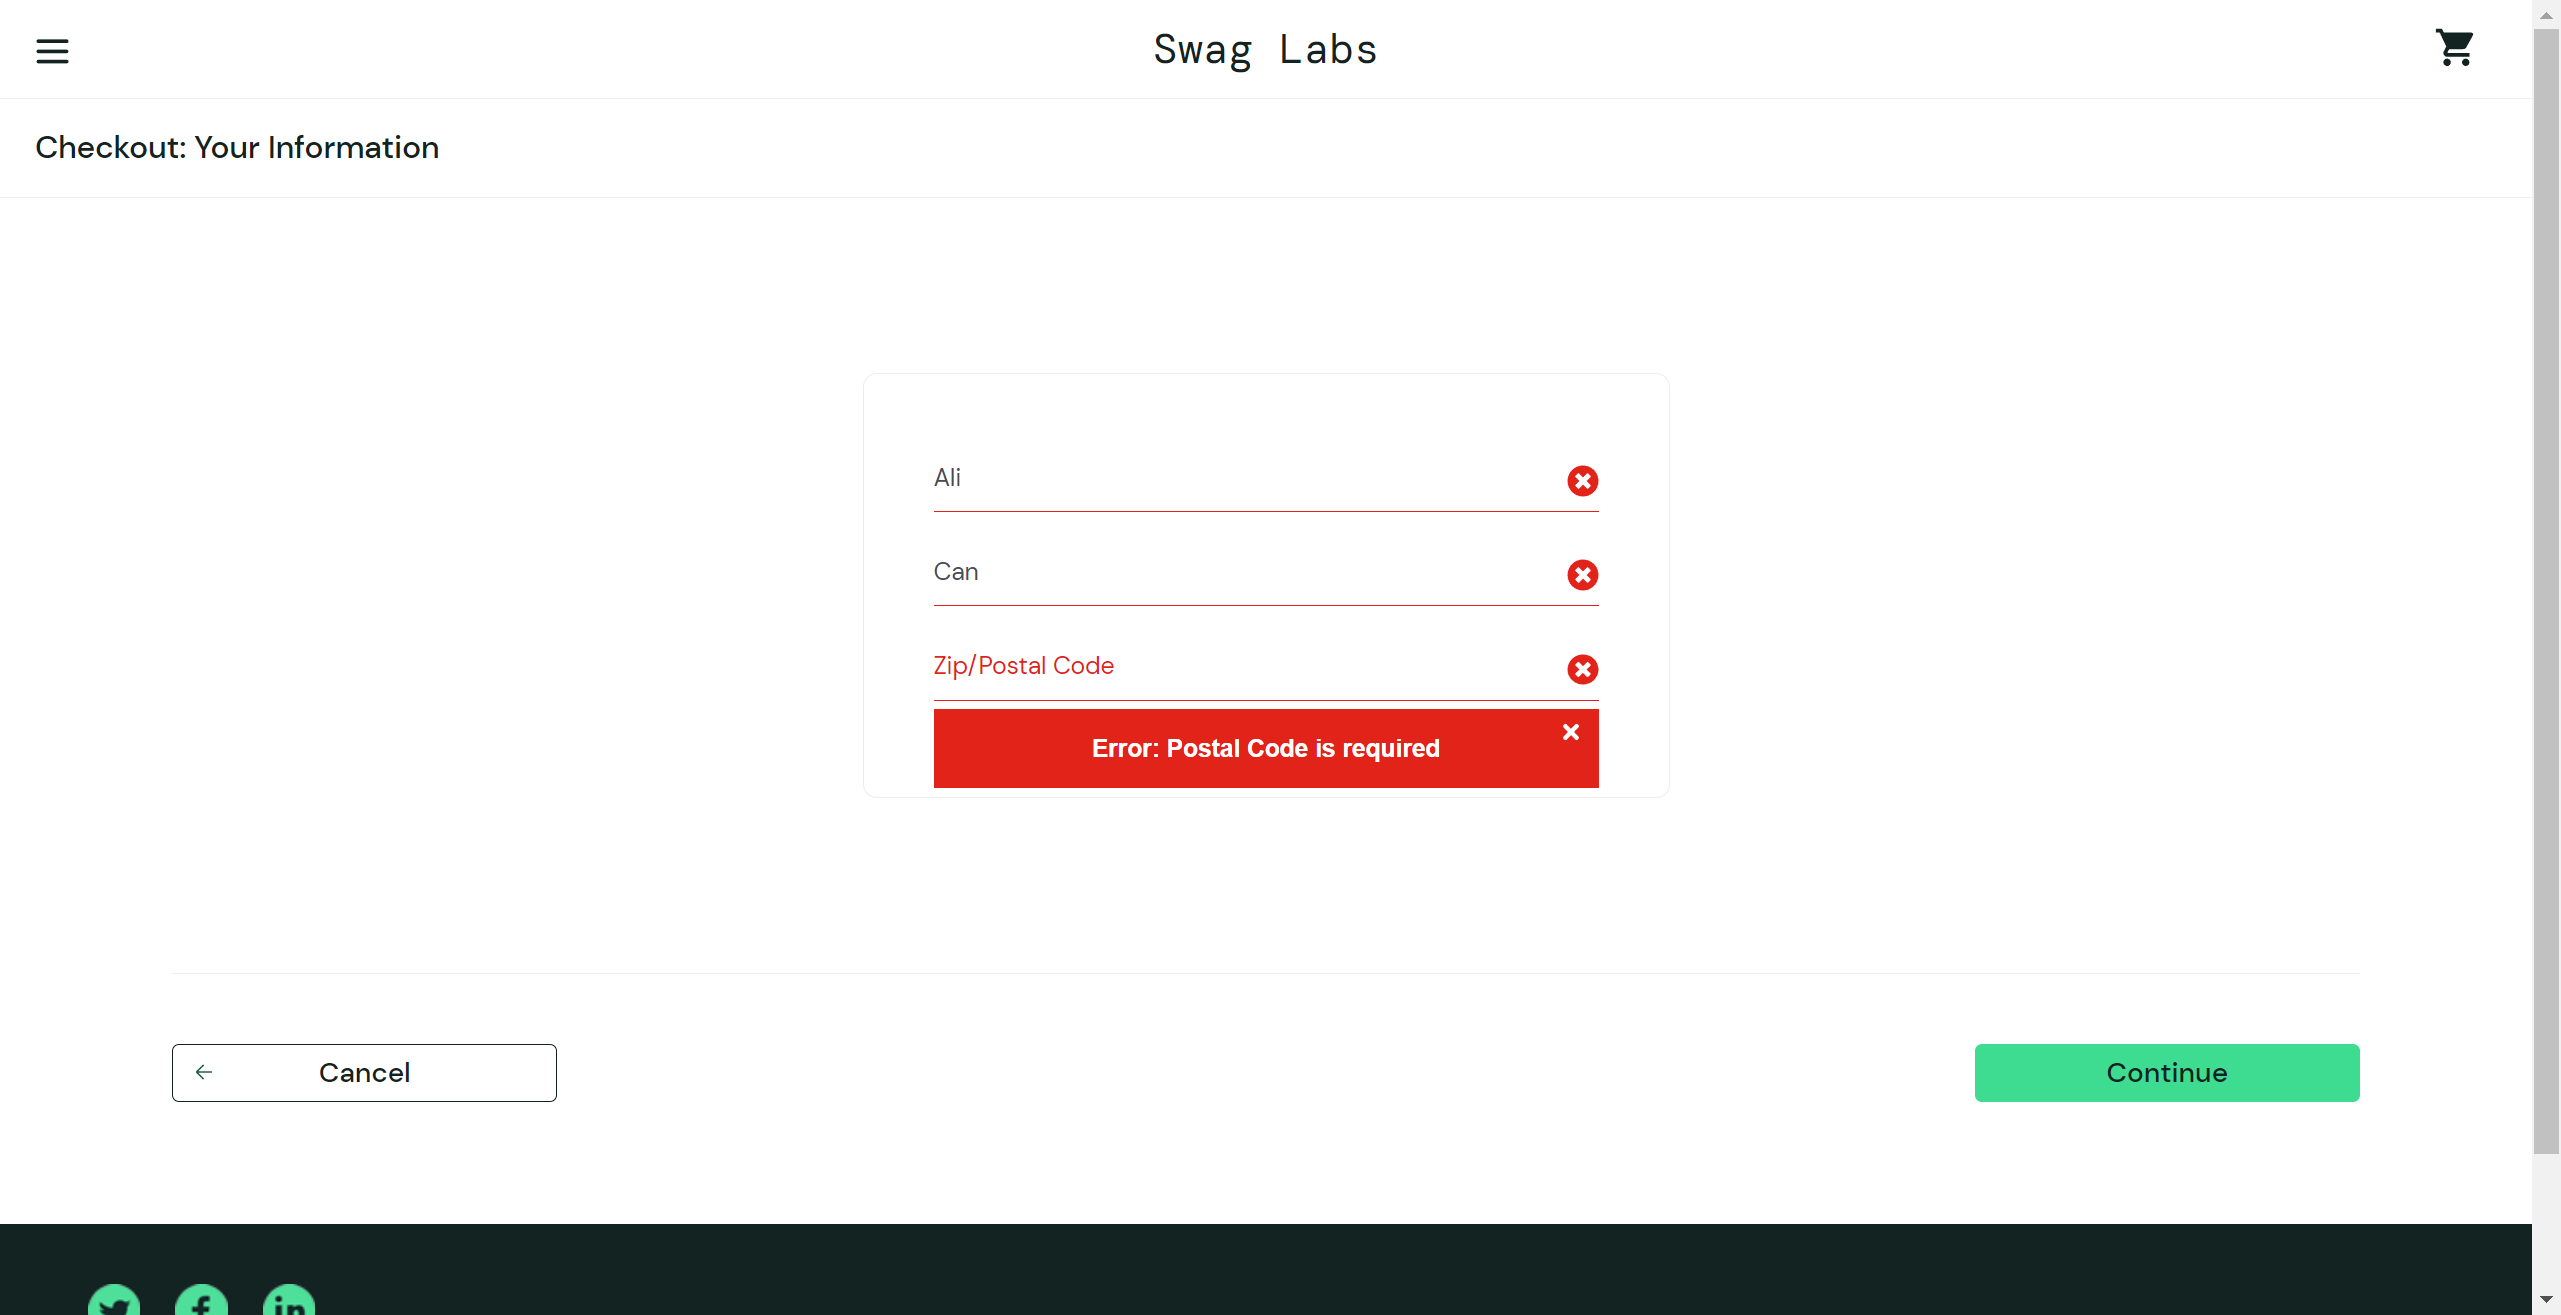 Swag Labs
Checkout: Your Information
Ali
Can
Zip/Postal Code
Error: Postal Code is required
Cancel
Continue